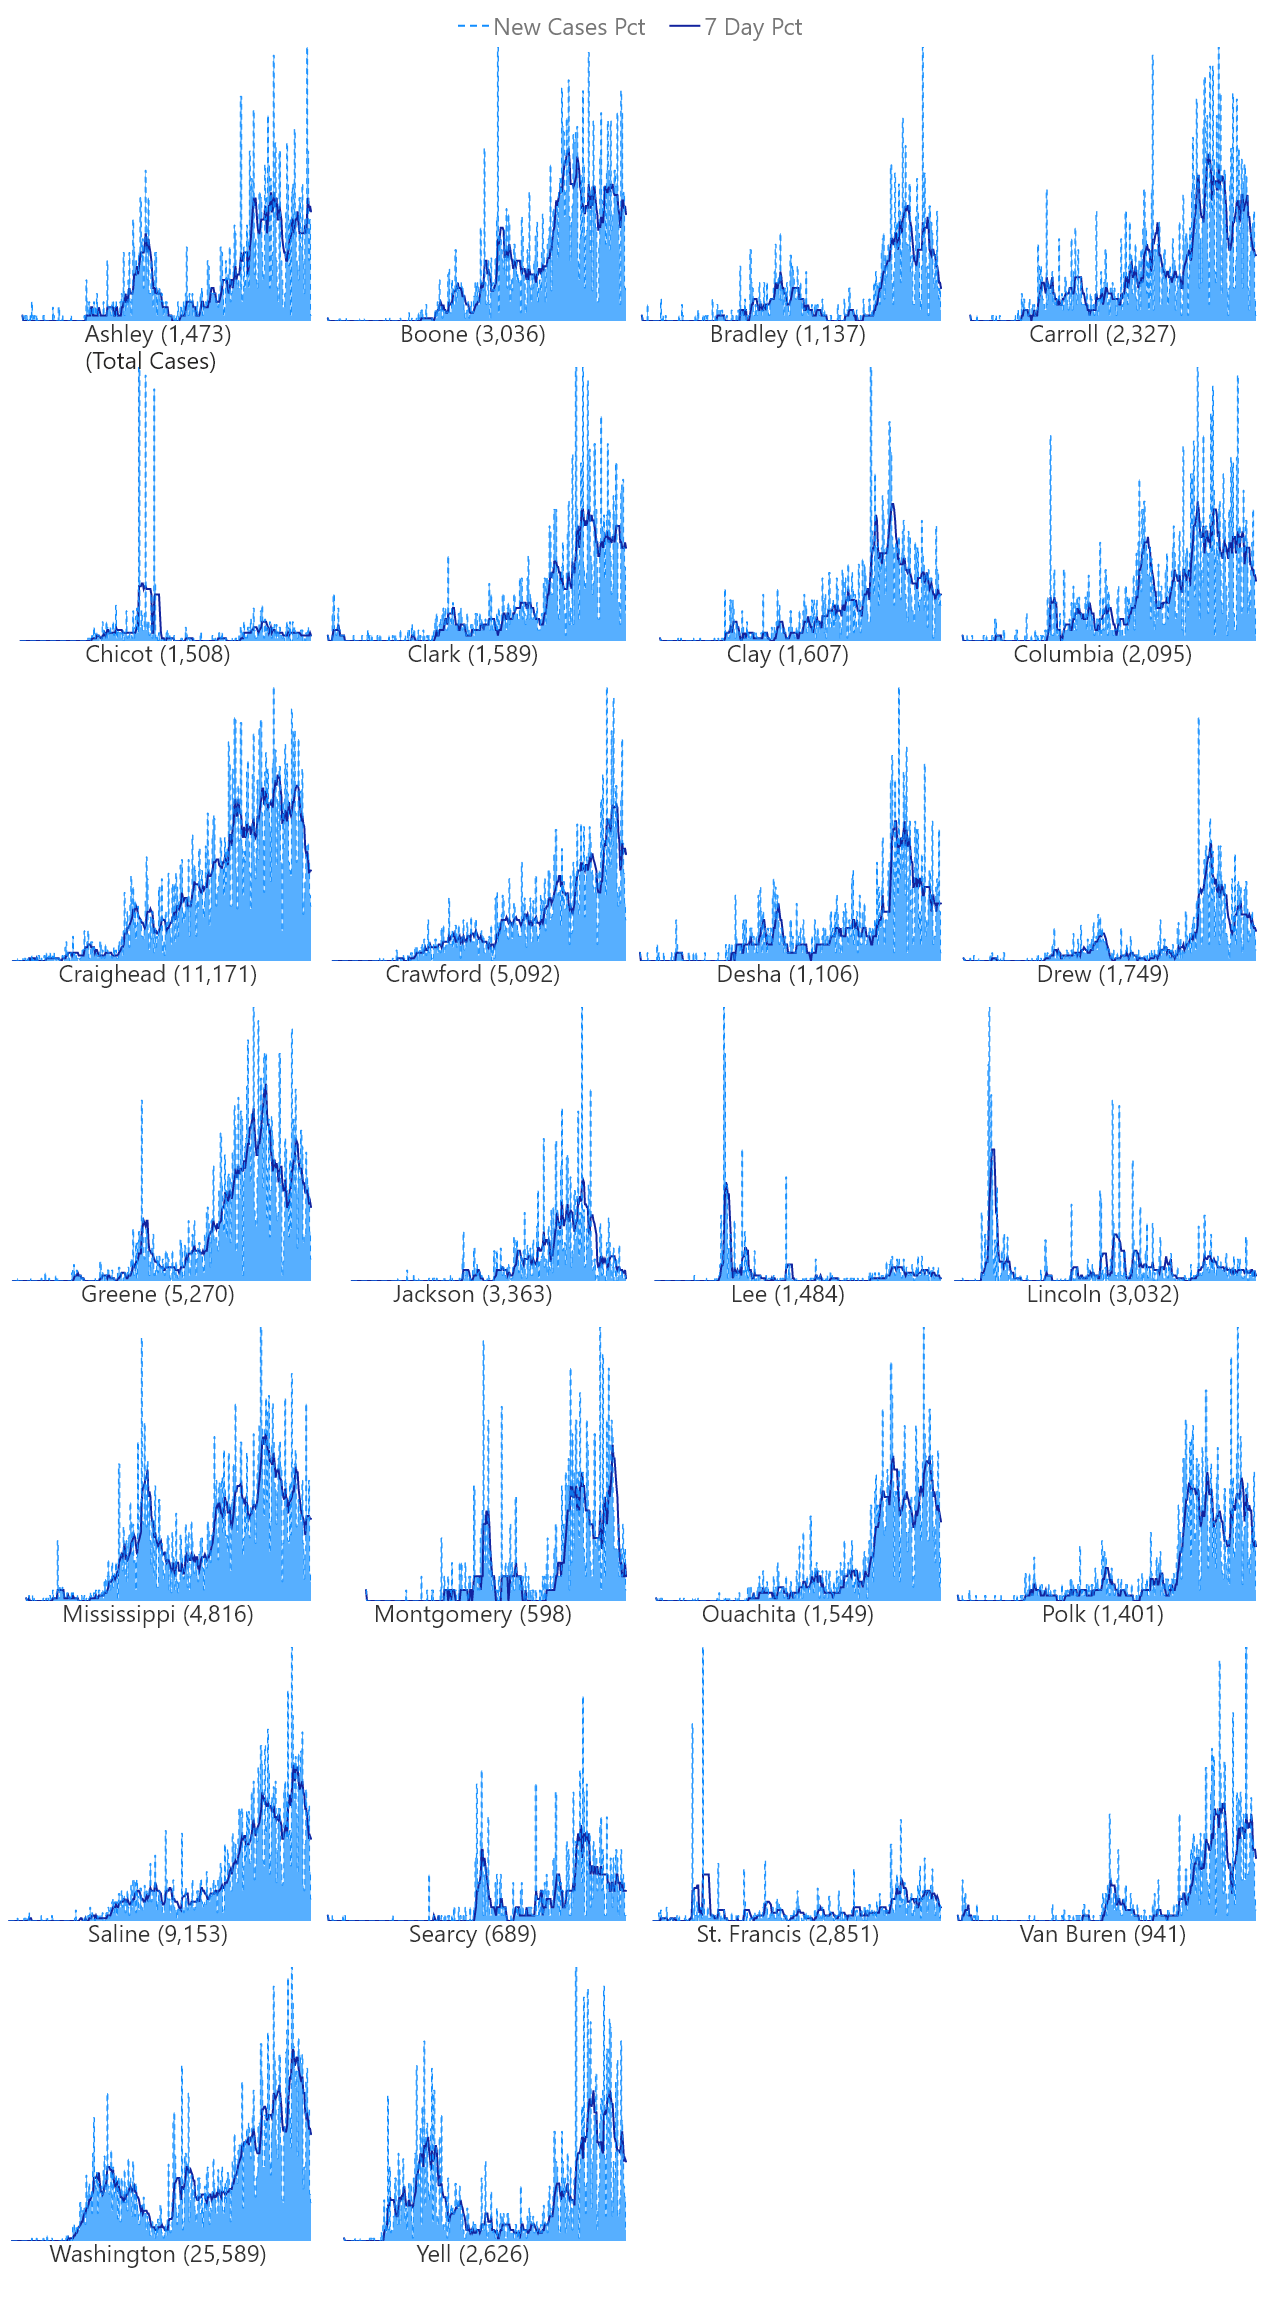 New Cases Pct 7 Day Pct
Ashley (1,473) Boone (3,036) Bradley (1,137) Carroll (2,327)
(Total Cases)
Chicot (1,508) Clark (1,589) Clay (1,607) Columbia (2,095)
Craighead (11,171) Crawford (5,092) Desha (1,106) Drew (1,749)
Greene (5,270) Jackson (3,363) Lee (1,484) Lincoln (3,032)
Mississippi (4,816) Montgomery (598) Ouachita (1,549) Polk (1,401)
Saline (9,153) Searcy (689) St. Francis (2,851) Van Buren (941)
Washington (25,589) Yell (2,626)